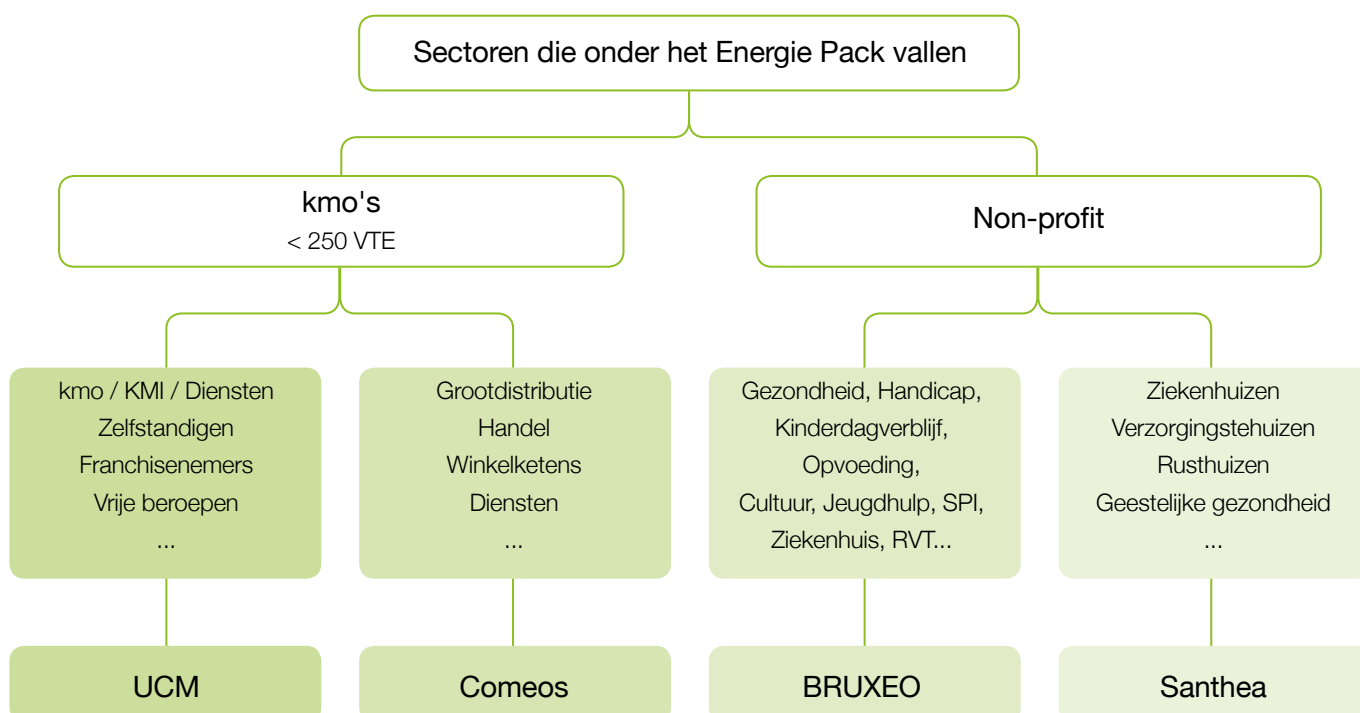 Sectoren die onder het Energie Pack vallen
kmo's
< 250 VTE
Non-profit
kmo / KMI / Diensten
Zelfstandigen
Franchisenemers
Vrije beroepen
...
Grootdistributie
Handel
Winkelketens
Diensten
...
Gezondheid, Handicap,
Kinderdagverblijf,
Opvoeding,
Cultuur, Jeugdhulp, SPI,
Ziekenhuis, RVT...
Ziekenhuizen
Verzorgingstehuizen
Rusthuizen
Geestelijke gezondheid
...
UCM
Comeos
BRUXEO
Santhea